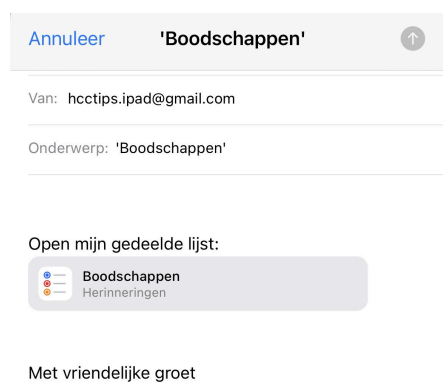 Annuleer 'Boodschappen'
Van: hcctips.ipad@gmail.com
Onderwerp: 'Boodschappen'
Open mijn gedeelde lijst:
Boodschappen
Herinneringen
Met vriendelijke groet